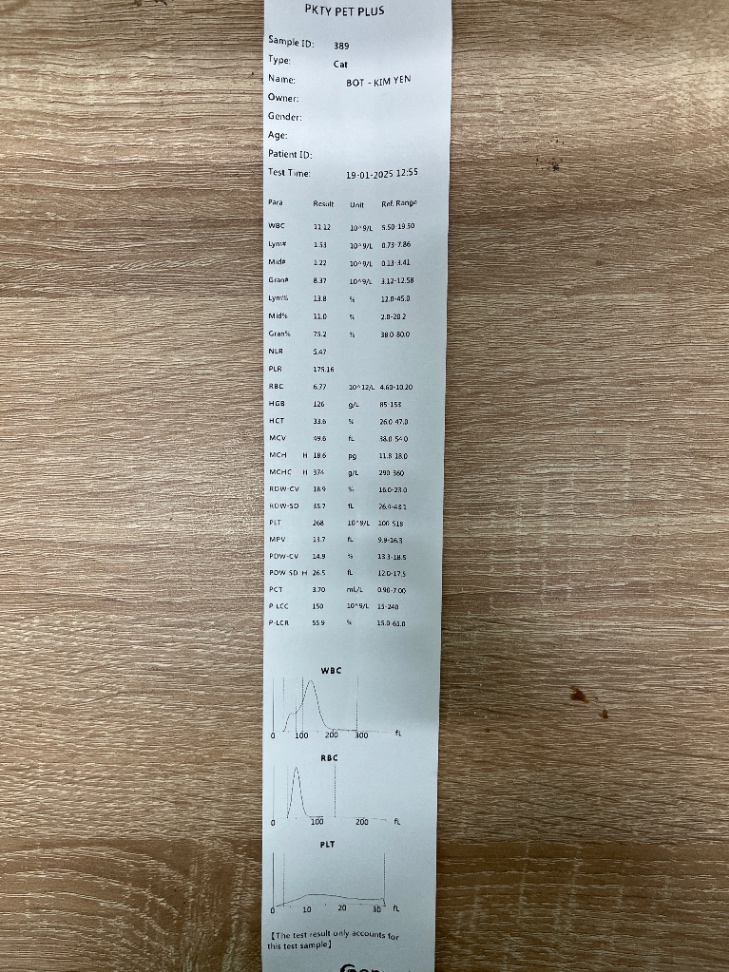 PKTY PET PLUS
Sample ID: 389
Type: Cat
Name: BOT - KIM YEN
Owner:
Gender:
Age:
Patient ID:
Test Time: 19-01-2025 12:55
Para Result Unit Ref. Range
WBC 11.12 10^9/L 5.50-19.50
Lym# 1.53 10^9/L 0.73-7.86
Mid# 1.22 10^9/L 0.13-3.41
Gran# 8.37 10^9/L 3.12-12.58
Lym% 13.8 % 12.0-45.0
Mid% 11.0 % 2.0-20.2
Gran% 75.2 % 38.0-80.0
NLR 5.47
PLR 175.16
RBC 6.77 10^12/L 4.60-10.20
HGB 126 g/L 85-153
HCT 33.6 % 26.0-47.0
MCV 49.6 fL 38.0-54.0
MCH H 18.6 pg 11.8-18.0
MCHC H 374 g/L 290-360
RDW-CV 18.9 % 16.0-23.0
RDW-SD fL
PLT 268 10^9/L 100-518
MPV 13.7 fL 9.9-16.3
PDW-CV 14.9 % 13.3-18.5
PDW-SD H 26.5 fL 12.0-17.5
PCT 3.70 mL/L 0.90-7.00
P-LCC 150 10^9/L 15-240
P-LCR 55.9 % 15.0-65.0
WBC
0 100 200 300 fL
RBC
0 100 200 fL
PLT
0 10 20 30 fL
【The test result only accounts for
this test sample】